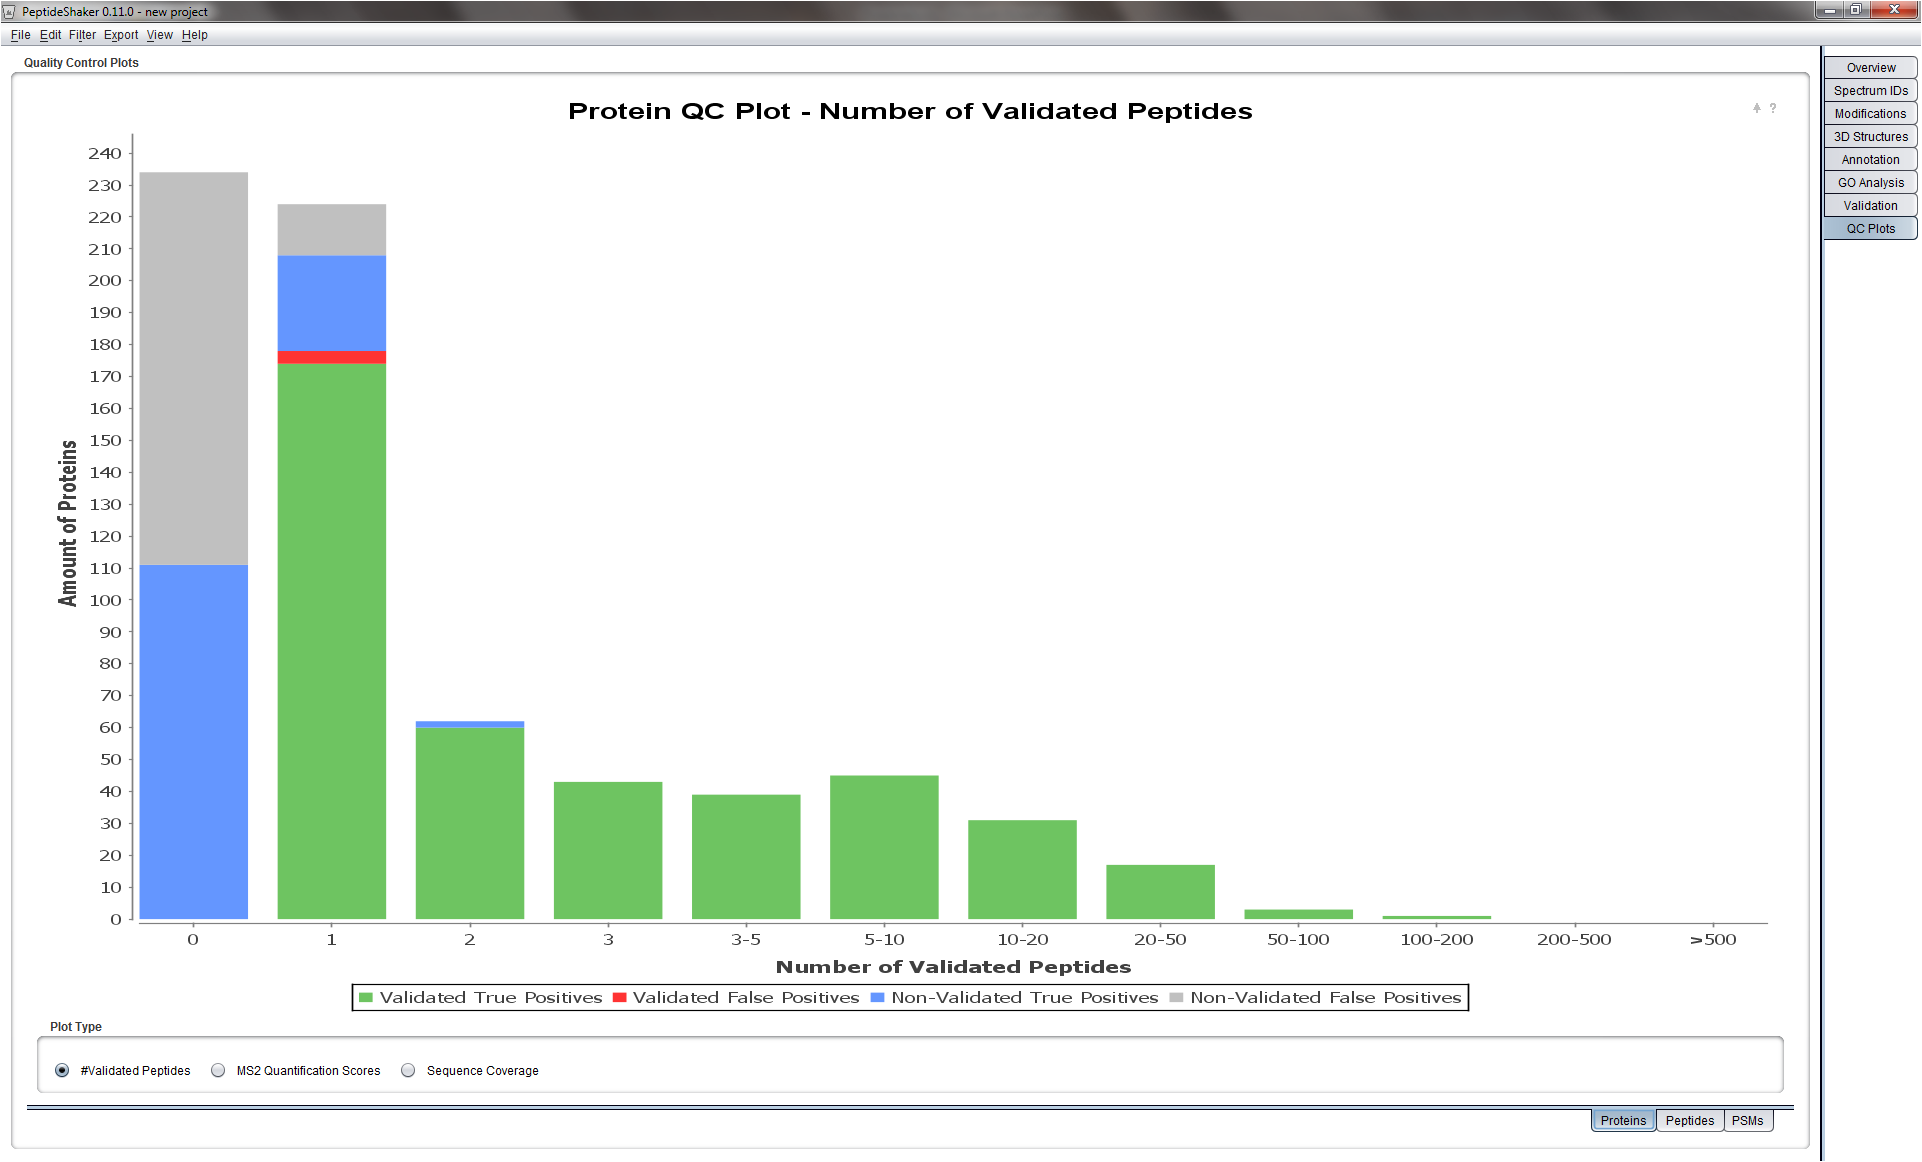 PeptideShaker 0.11.0 - new project
File Edit Filter Export View Help
Quality Control Plots
Overview
Spectrum IDs
Modifications
3D Structures
Annotation
GO Analysis
Validation
QC Plots
Protein QC Plot - Number of Validated Peptides
?
240
230
220
210
200
190
180
170
160
150
140
130
120
110
100
90
80
70
60
50
40
30
20
10
0
Amount of Proteins
0 1 2 3 3-5 5-10 10-20 20-50 50-100 100-200 200-500 >500
Number of Validated Peptides
Validated True Positives Validated False Positives Non-Validated True Positives Non-Validated False Positives
Plot Type
#Validated Peptides MS2 Quantification Scores Sequence Coverage
Proteins Peptides PSMs